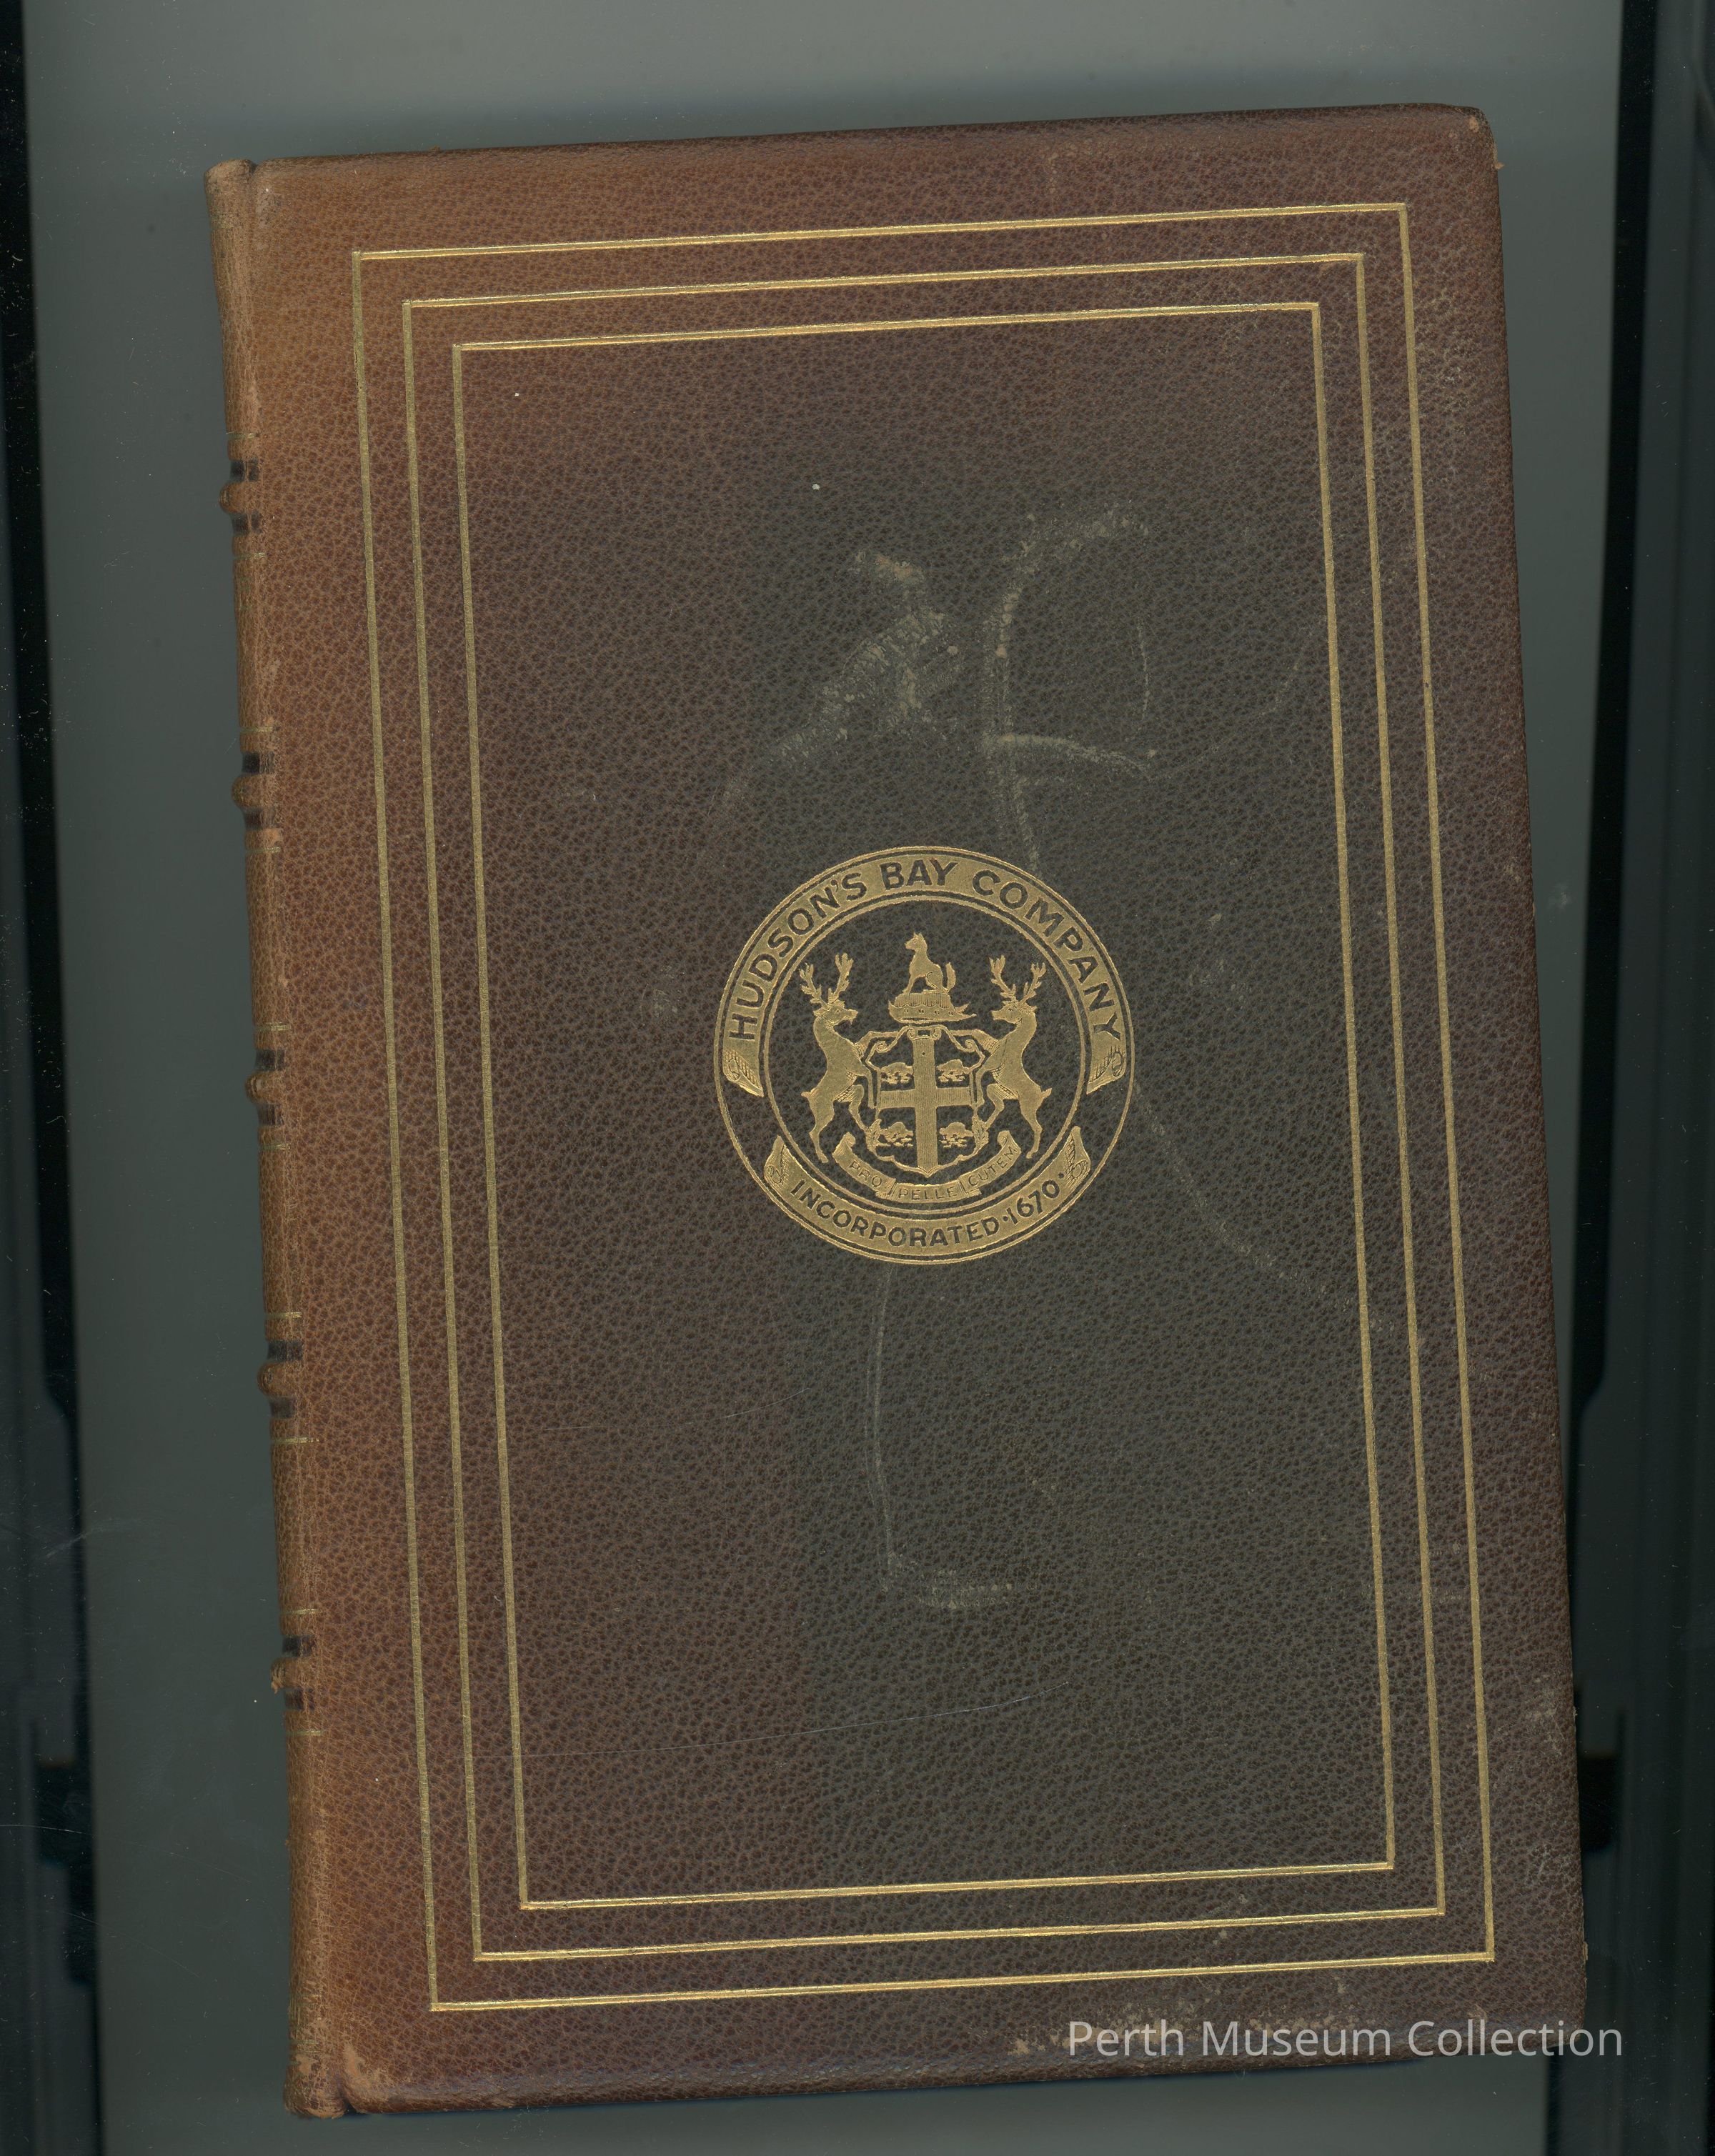 HUDSON'S BAY COMPANY
PRO PELLE CUTEM
INCORPORATED · 1670 ·
Perth Museum Collection